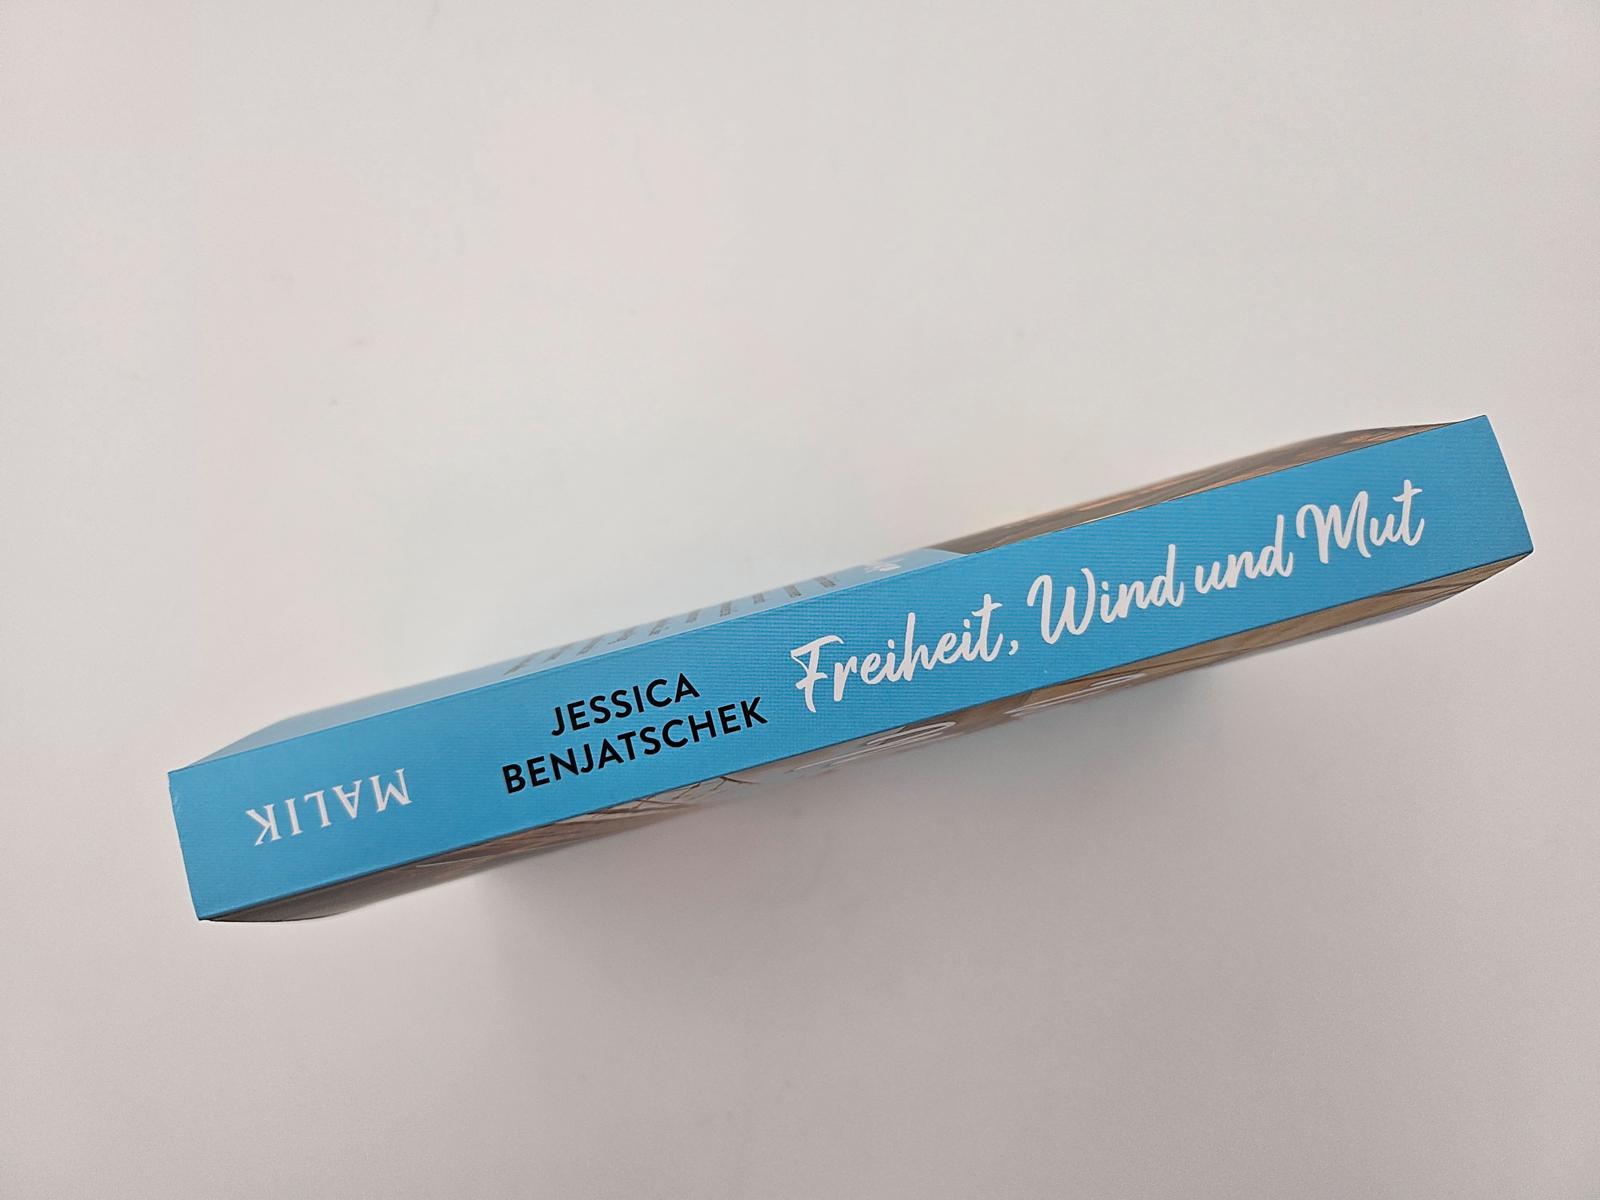 MALIK
JESSICA
BENJATSCHEK
Freiheit, Wind und Mut